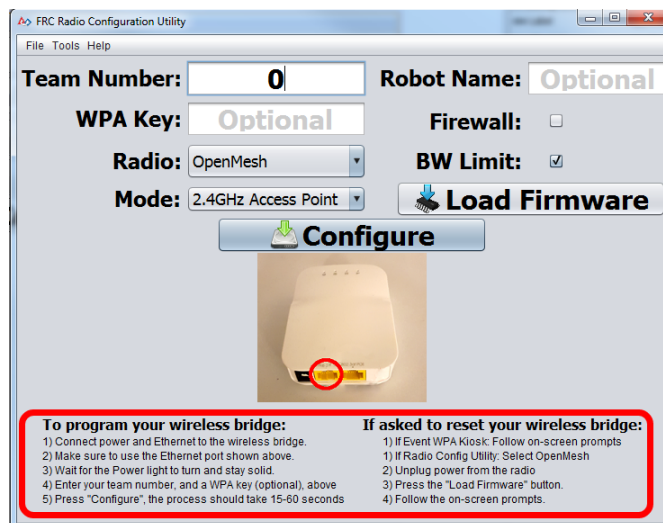 FRC Radio Configuration Utility
File Tools Help
Team Number: 0 Robot Name: Optional
WPA Key: Optional Firewall:
Radio: OpenMesh BW Limit:
Mode: 2.4GHz Access Point Load Firmware
Configure
To program your wireless bridge:
1) Connect power and Ethernet to the wireless bridge.
2) Make sure to use the Ethernet port shown above.
3) Wait for the Power light to turn and stay solid.
4) Enter your team number, and a WPA key (optional), above
5) Press "Configure", the process should take 15-60 seconds
If asked to reset your wireless bridge:
1) If Event WPA Kiosk: Follow on-screen prompts
1) If Radio Config Utility: Select OpenMesh
2) Unplug power from the radio
3) Press the "Load Firmware" button.
4) Follow the on-screen prompts.